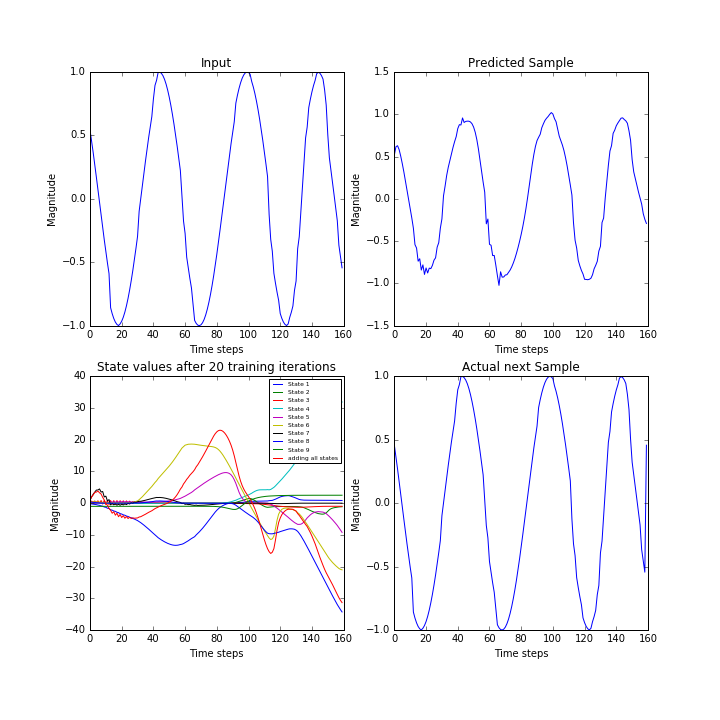 Input
Magnitude
1.0
0.5
0.0
−0.5
−1.0
0 20 40 60 80 100 120 140 160
Time steps
Predicted Sample
Magnitude
1.5
1.0
0.5
0.0
−0.5
−1.0
−1.5
0 20 40 60 80 100 120 140 160
Time steps
State values after 20 training iterations
Magnitude
40
30
20
10
0
−10
−20
−30
−40
State 1
State 2
State 3
State 4
State 5
State 6
State 7
State 8
State 9
adding all states
0 20 40 60 80 100 120 140 160
Time steps
Actual next Sample
Magnitude
1.0
0.5
0.0
−0.5
−1.0
0 20 40 60 80 100 120 140 160
Time steps